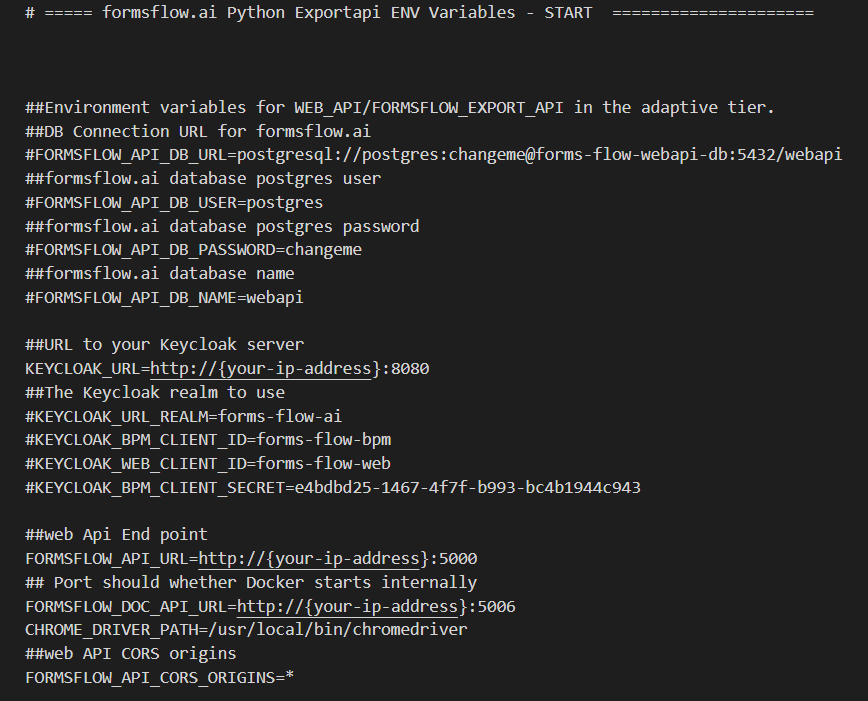 # ===== formsflow.ai Python Exportapi ENV Variables - START  =====================
##Environment variables for WEB_API/FORMSFLOW_EXPORT_API in the adaptive tier.
##DB Connection URL for formsflow.ai
#FORMSFLOW_API_DB_URL=postgresql://postgres:changeme@forms-flow-webapi-db:5432/webapi
##formsflow.ai database postgres user
#FORMSFLOW_API_DB_USER=postgres
##formsflow.ai database postgres password
#FORMSFLOW_API_DB_PASSWORD=changeme
##formsflow.ai database name
#FORMSFLOW_API_DB_NAME=webapi
##URL to your Keycloak server
KEYCLOAK_URL=http://{your-ip-address}:8080
##The Keycloak realm to use
#KEYCLOAK_URL_REALM=forms-flow-ai
#KEYCLOAK_BPM_CLIENT_ID=forms-flow-bpm
#KEYCLOAK_WEB_CLIENT_ID=forms-flow-web
#KEYCLOAK_BPM_CLIENT_SECRET=e4bdbd25-1467-4f7f-b993-bc4b1944c943
##web Api End point
FORMSFLOW_API_URL=http://{your-ip-address}:5000
## Port should whether Docker starts internally
FORMSFLOW_DOC_API_URL=http://{your-ip-address}:5006
CHROME_DRIVER_PATH=/usr/local/bin/chromedriver
##web API CORS origins
FORMSFLOW_API_CORS_ORIGINS=*